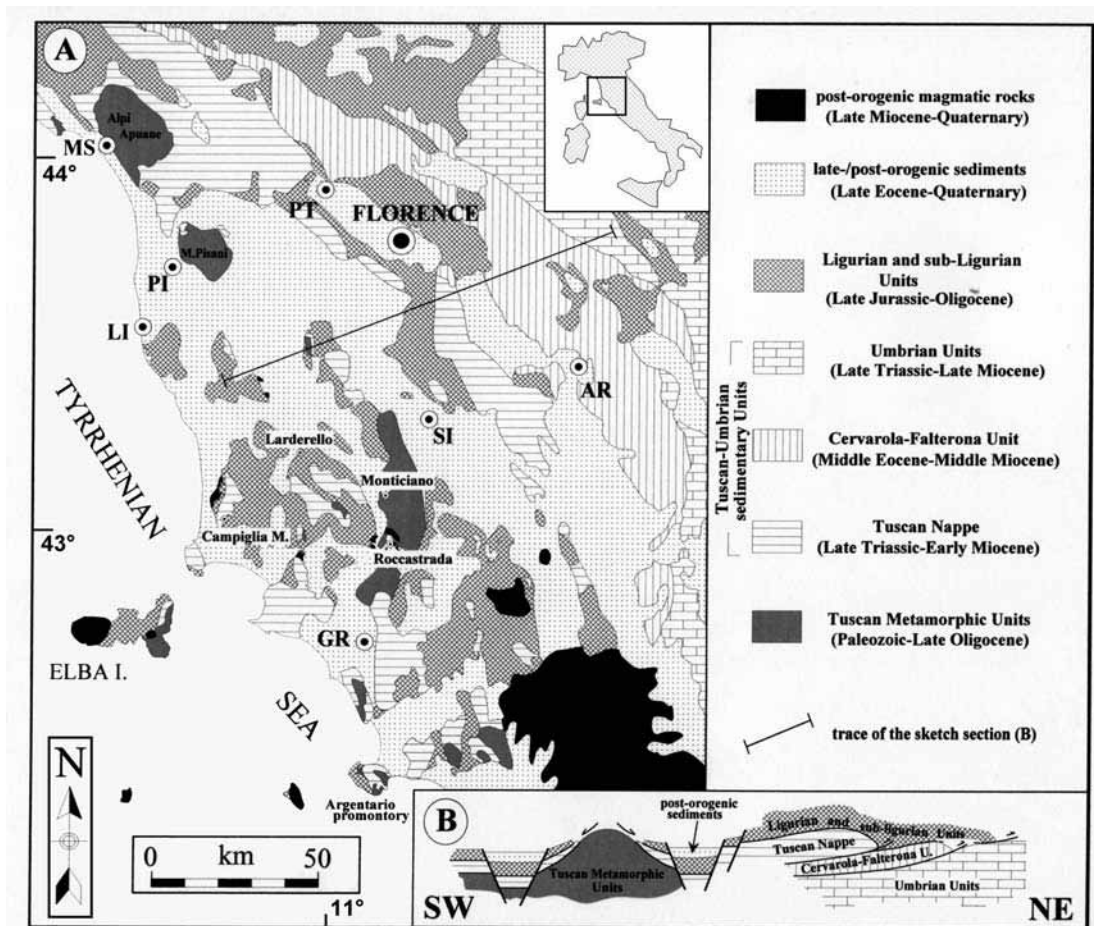 A
Alpi
Apuane
MS
44°
PT
FLORENCE
M.Pisani
PI
LI
AR
SI
TYRRHENIAN
SEA
Larderello
Monticiano
43°
Campiglia M.
Roccastrada
GR
ELBA I.
Argentario
promontory
N
0 km 50
11°
post-orogenic magmatic rocks
(Late Miocene-Quaternary)
late-/post-orogenic sediments
(Late Eocene-Quaternary)
Ligurian and sub-Ligurian
Units
(Late Jurassic-Oligocene)
Tuscan-Umbrian
sedimentary Units
Umbrian Units
(Late Triassic-Late Miocene)
Cervarola-Falterona Unit
(Middle Eocene-Middle Miocene)
Tuscan Nappe
(Late Triassic-Early Miocene)
Tuscan Metamorphic Units
(Paleozoic-Late Oligocene)
trace of the sketch section (B)
B
post-orogenic
sediments
Ligurian and sub-ligurian Units
Tuscan Nappe
Cervarola-Falterona U.
Tuscan Metamorphic
Units
Umbrian Units
SW
NE